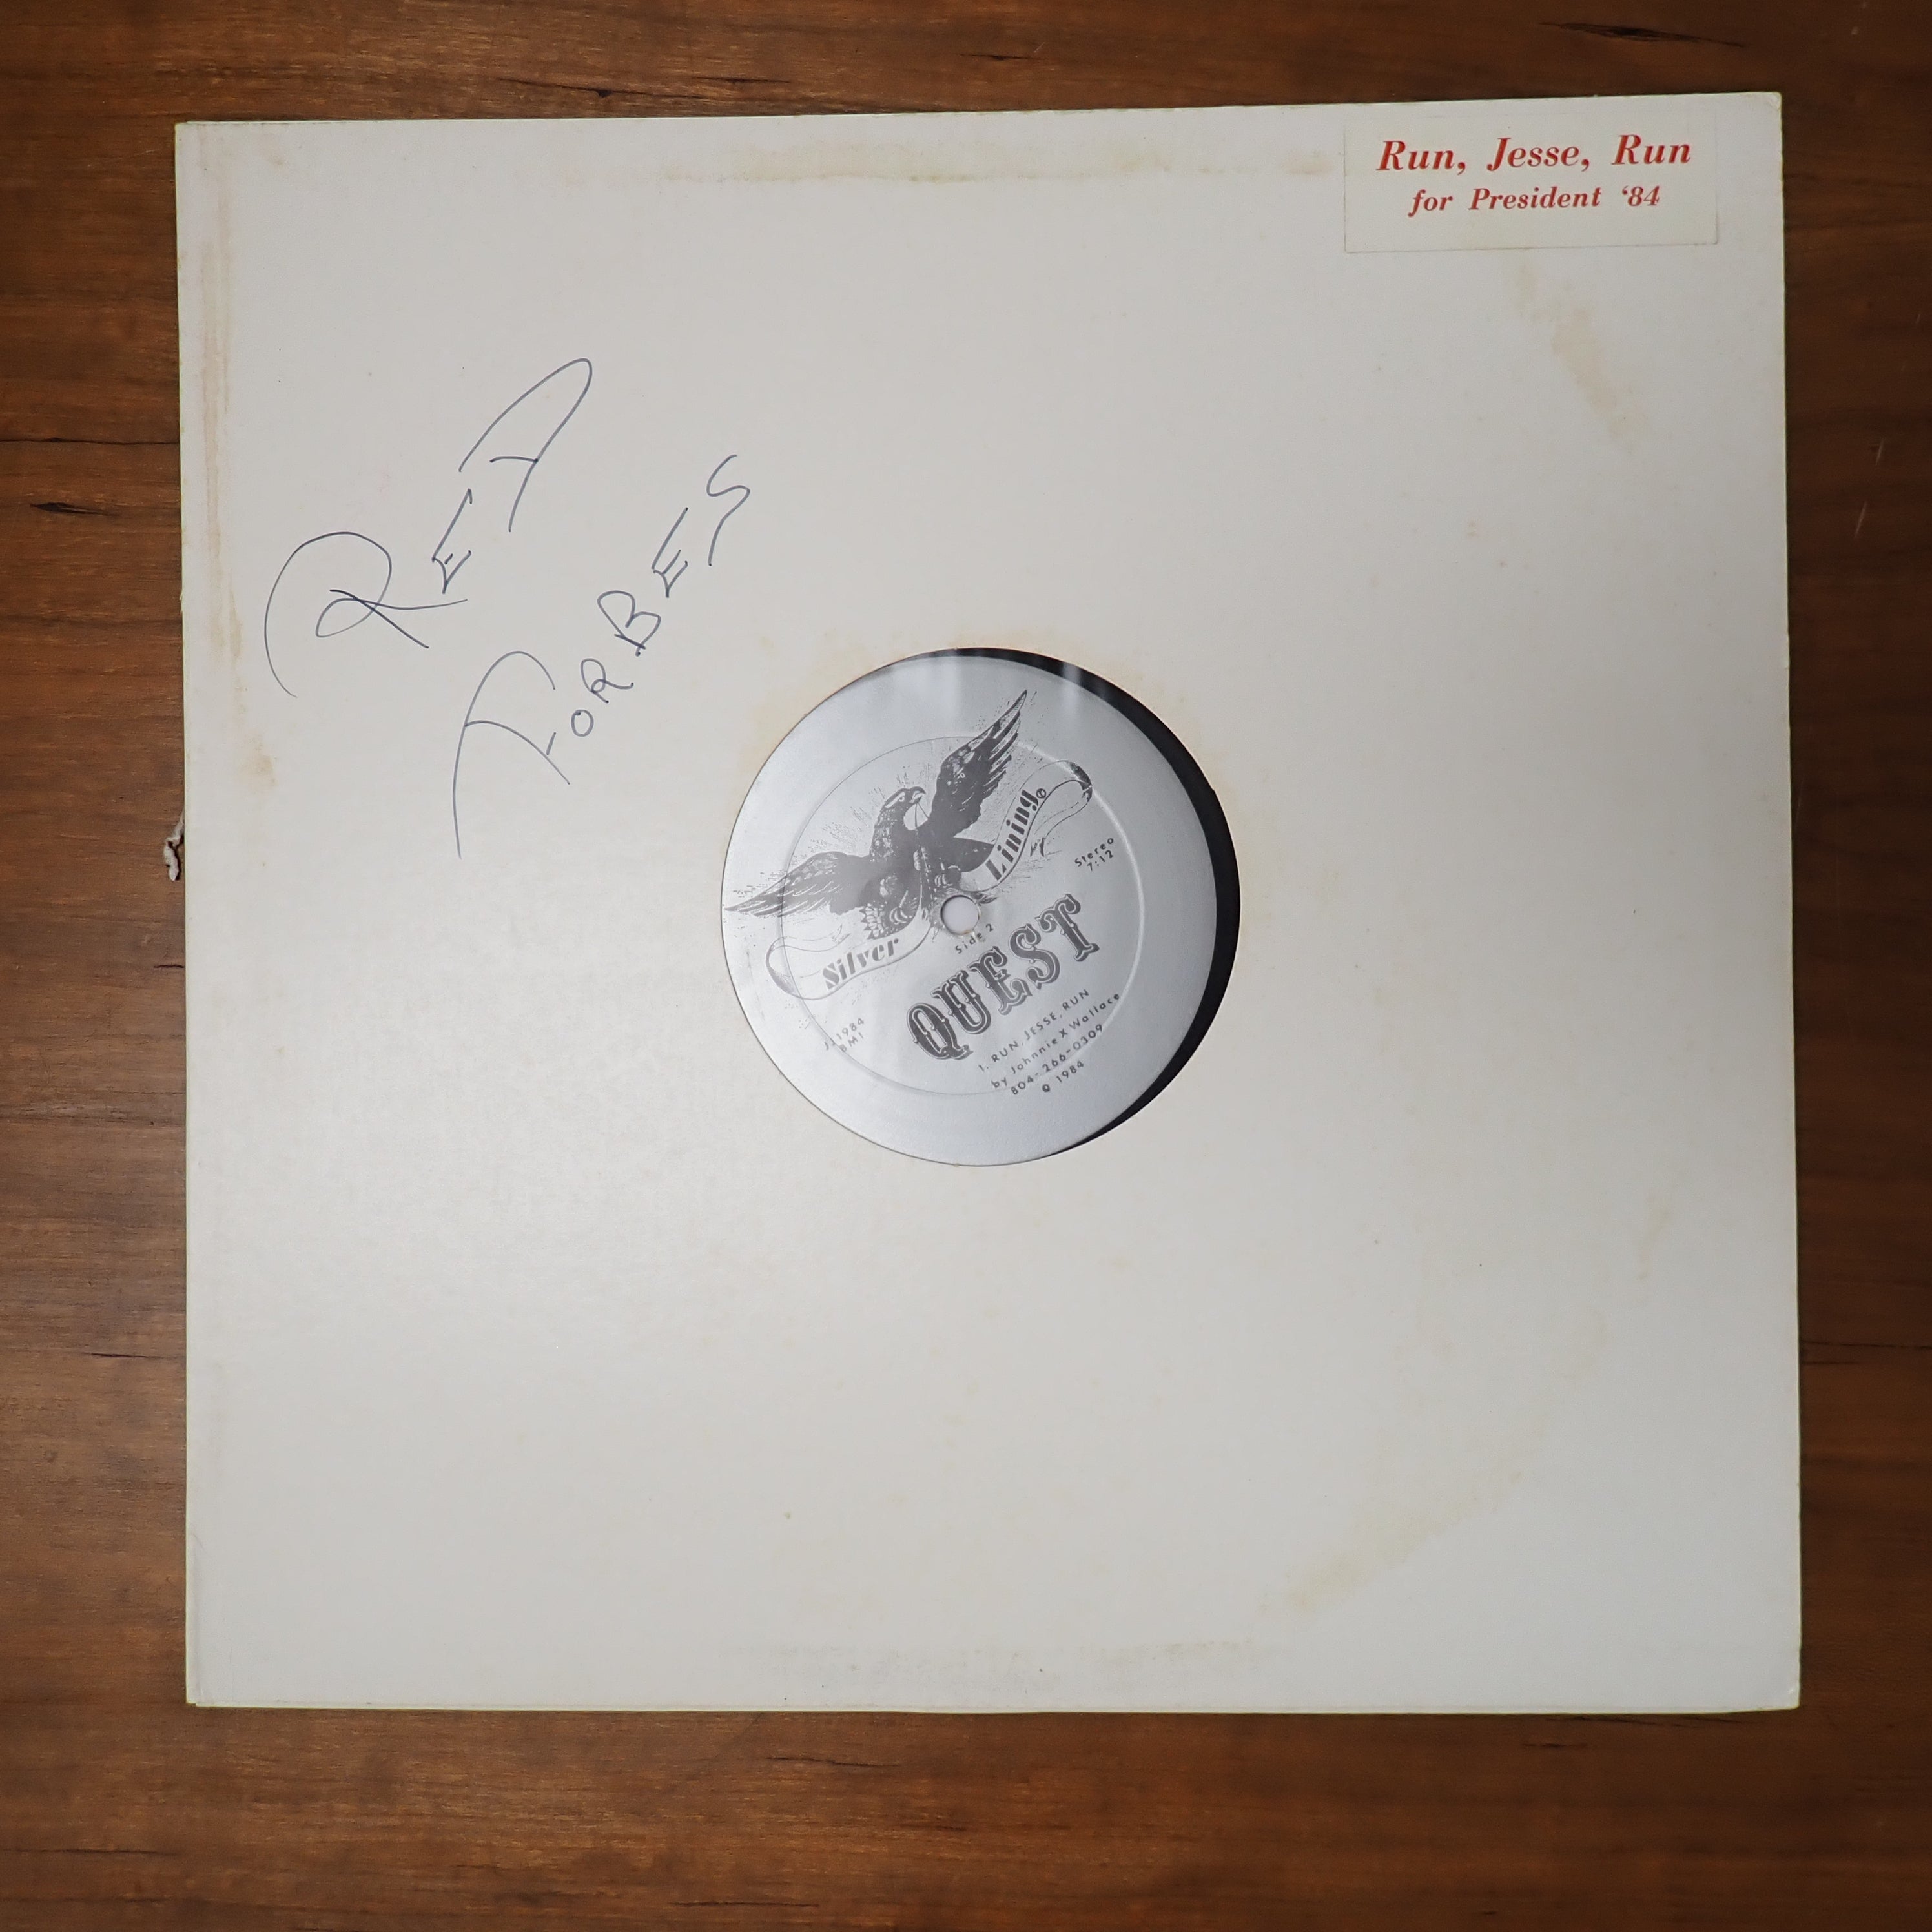 Run, Jesse, Run
for President ‘84
REA
FORBES
Silver Lining
Stereo
7:12
Side 2
QUEST
JJ1984
BMI
1. RUN, JESSE, RUN
by Johnnie X Wallace
804-266-0309
© 1984